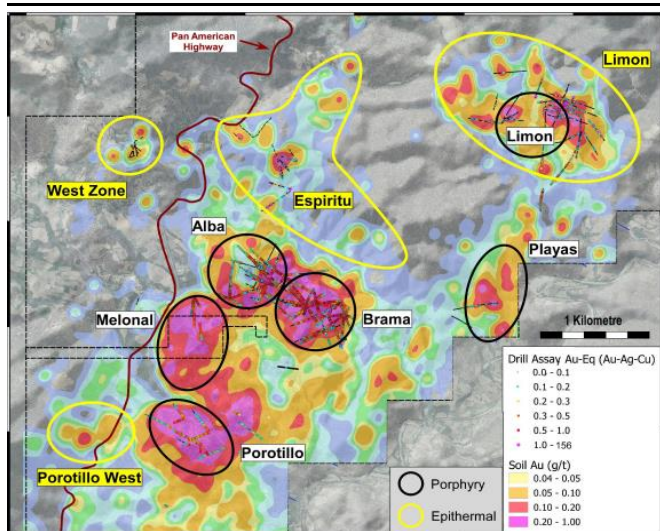 Pan American
Highway
Limon
Limon
West Zone
Espiritu
Alba
Playas
Melonal
Brama
1 Kilometre
Drill Assay Au-Eq (Au-Ag-Cu)
0.0 - 0.1
0.1 - 0.2
0.2 - 0.3
0.3 - 0.5
0.5 - 1.0
1.0 - 156
Porotillo West
Porotillo
Porphyry
Epithermal
Soil Au (g/t)
0.04 - 0.05
0.05 - 0.10
0.10 - 0.20
0.20 - 1.00